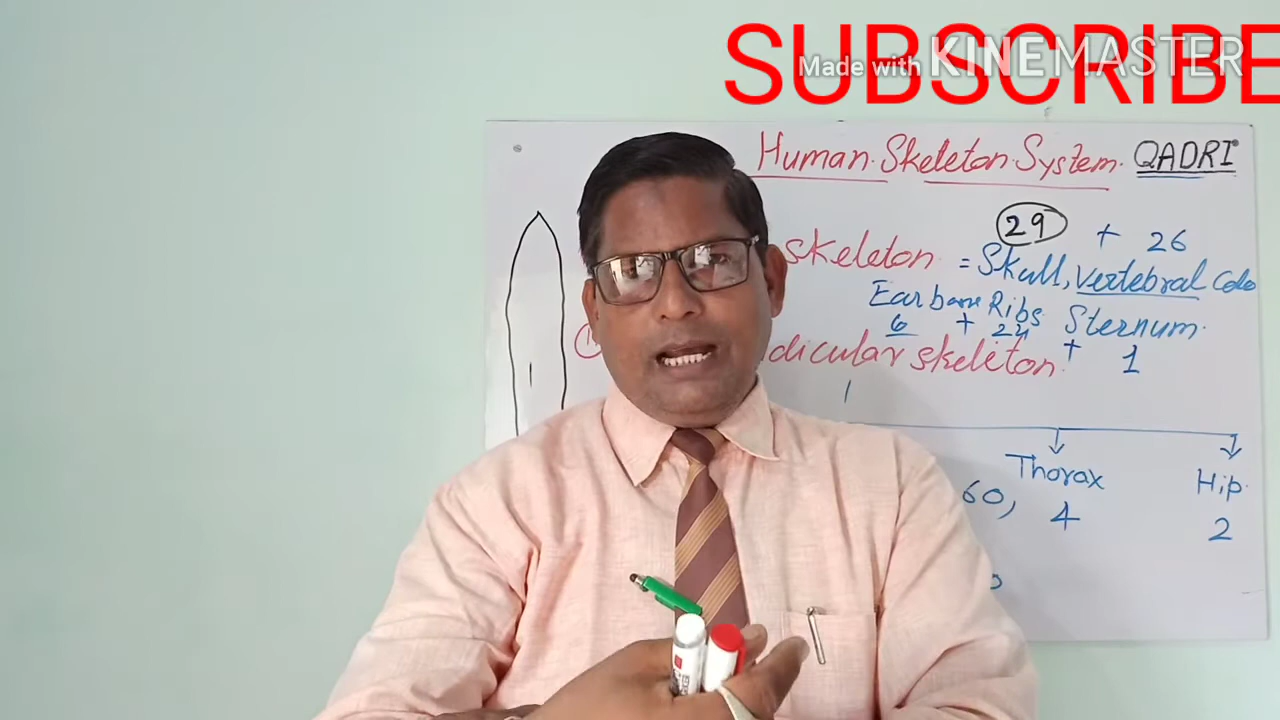 SUBSCRIBE
Made with KINEMASTER
Human Skeleton System QADRI
29 + 26
skeleton = Skull, Vertebral Colo
Ear bone Ribs Sternum
6 + 24 + 1
dicular skeleton
Thorax Hip
60, 4 2